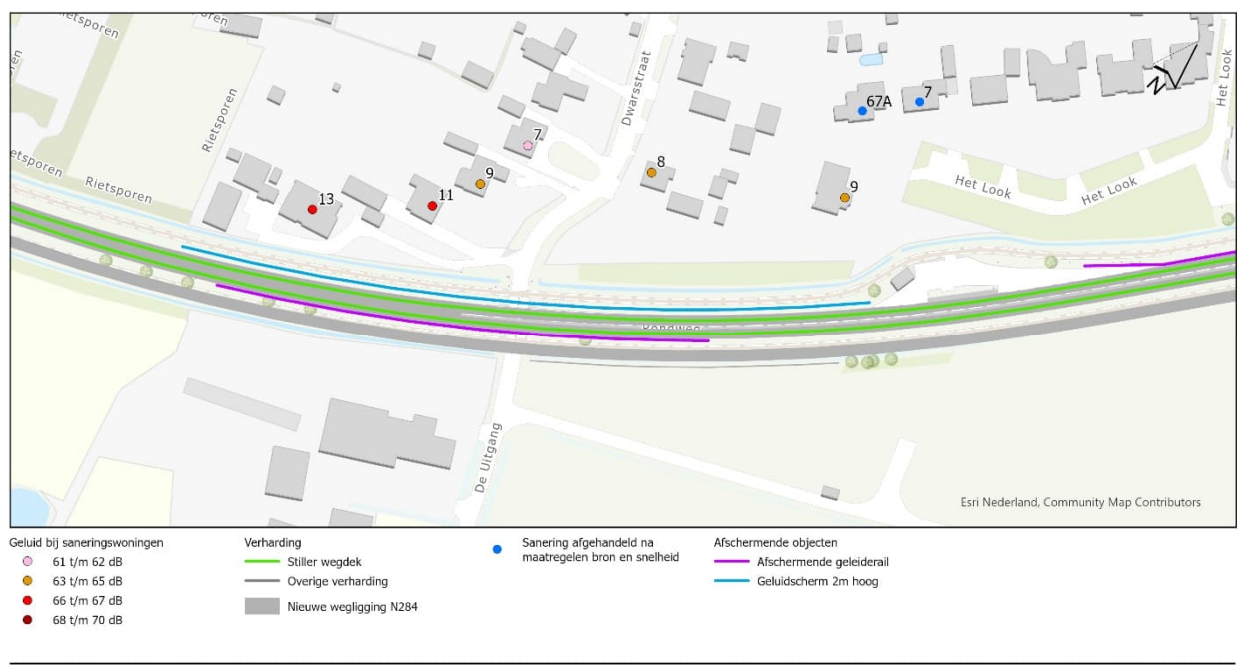 Rietsporen
Rietsporen
Rietsporen
Rietsporen
Dwarsstraat
7
67A
7
8
9
9
13
11
Het Look
Het Look
Het Look
N
Rondweg
De Uitgang
Esri Nederland, Community Map Contributors
Geluid bij saneringswoningen
61 t/m 62 dB
63 t/m 65 dB
66 t/m 67 dB
68 t/m 70 dB
Verharding
Stiller wegdek
Overige verharding
Nieuwe wegligging N284
Sanering afgehandeld na
maatregelen bron en snelheid
Afschermende objecten
Afschermende geleiderail
Geluidscherm 2m hoog